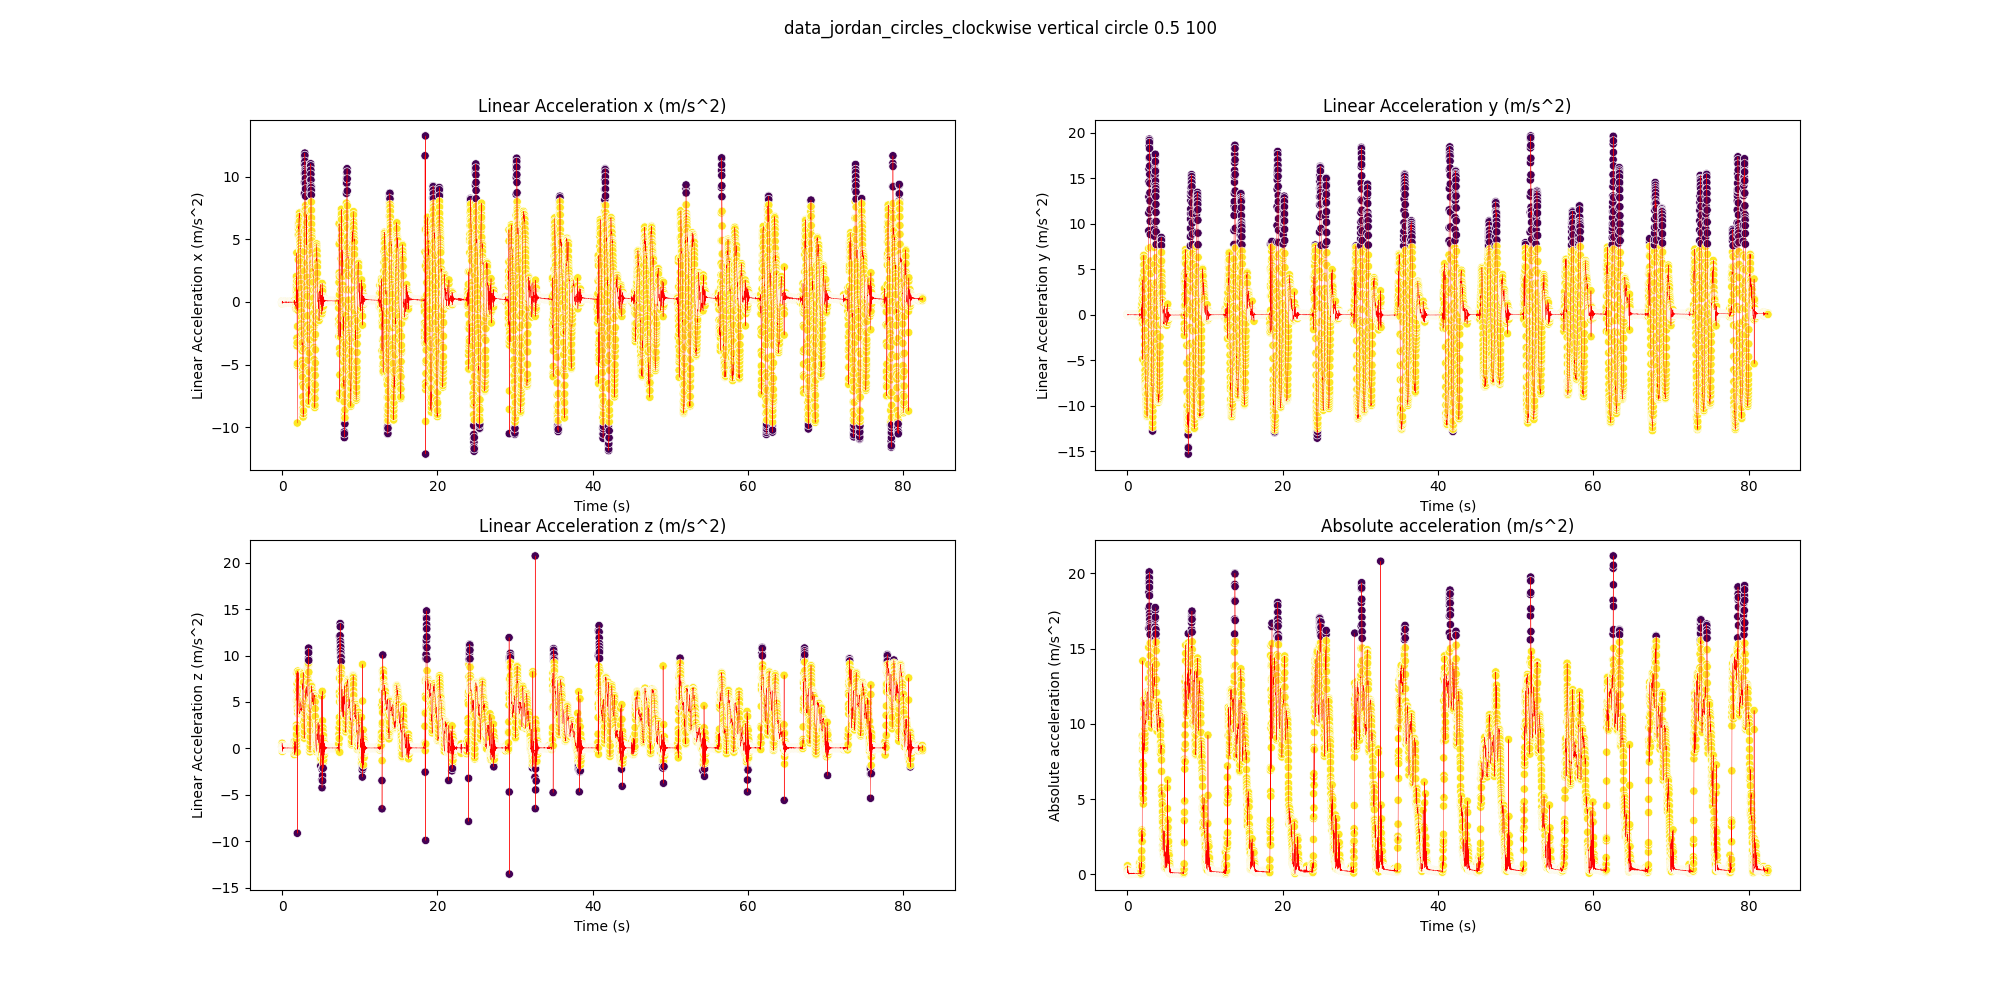 data_jordan_circles_clockwise vertical circle 0.5 100
Linear Acceleration x (m/s^2)
Linear Acceleration x (m/s^2)
10
5
0
−5
−10
0 20 40 60 80
Time (s)
Linear Acceleration y (m/s^2)
Linear Acceleration y (m/s^2)
20
15
10
5
0
−5
−10
−15
0 20 40 60 80
Time (s)
Linear Acceleration z (m/s^2)
Linear Acceleration z (m/s^2)
20
15
10
5
0
−5
−10
−15
0 20 40 60 80
Time (s)
Absolute acceleration (m/s^2)
Absolute acceleration (m/s^2)
20
15
10
5
0
0 20 40 60 80
Time (s)